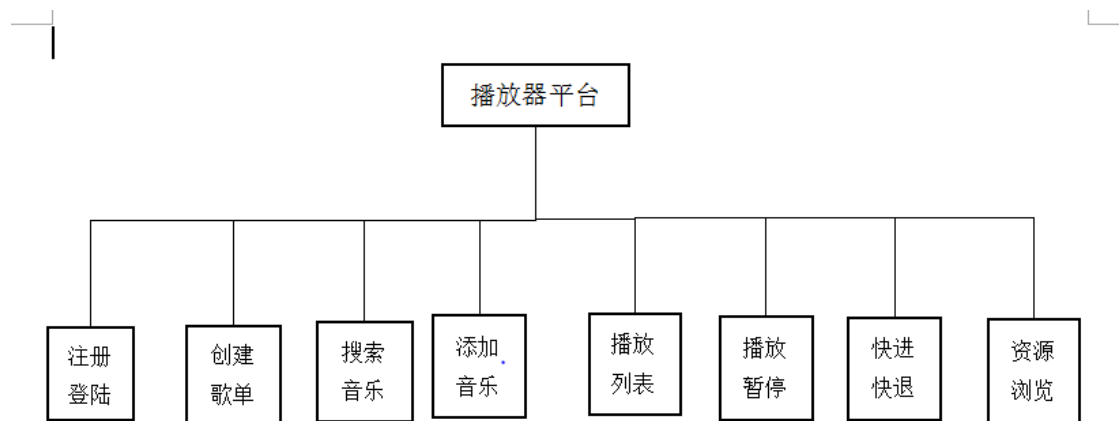 播放器平台
注册
登陆
创建
歌单
搜索
音乐
添加
音乐
播放
列表
播放
暂停
快进
快退
资源
浏览